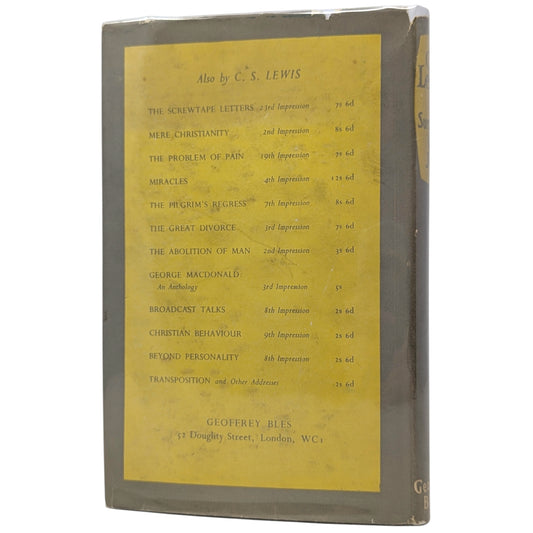 Also by C. S. LEWIS
THE SCREWTAPE LETTERS 23rd Impression 7s 6d
MERE CHRISTIANITY 2nd Impression 8s 6d
THE PROBLEM OF PAIN 19th Impression 7s 6d
MIRACLES 4th Impression 12s 6d
THE PILGRIM'S REGRESS 7th Impression 8s 6d
THE GREAT DIVORCE 3rd Impression 7s 6d
THE ABOLITION OF MAN 2nd Impression 3s 6d
GEORGE MACDONALD:
An Anthology 3rd Impression 5s
BROADCAST TALKS 8th Impression 2s 6d
CHRISTIAN BEHAVIOUR 9th Impression 2s 6d
BEYOND PERSONALITY 8th Impression 2s 6d
TRANSPOSITION and Other Addresses 2s 6d
GEOFFREY BLES
52 Doughty Street, London, WC1